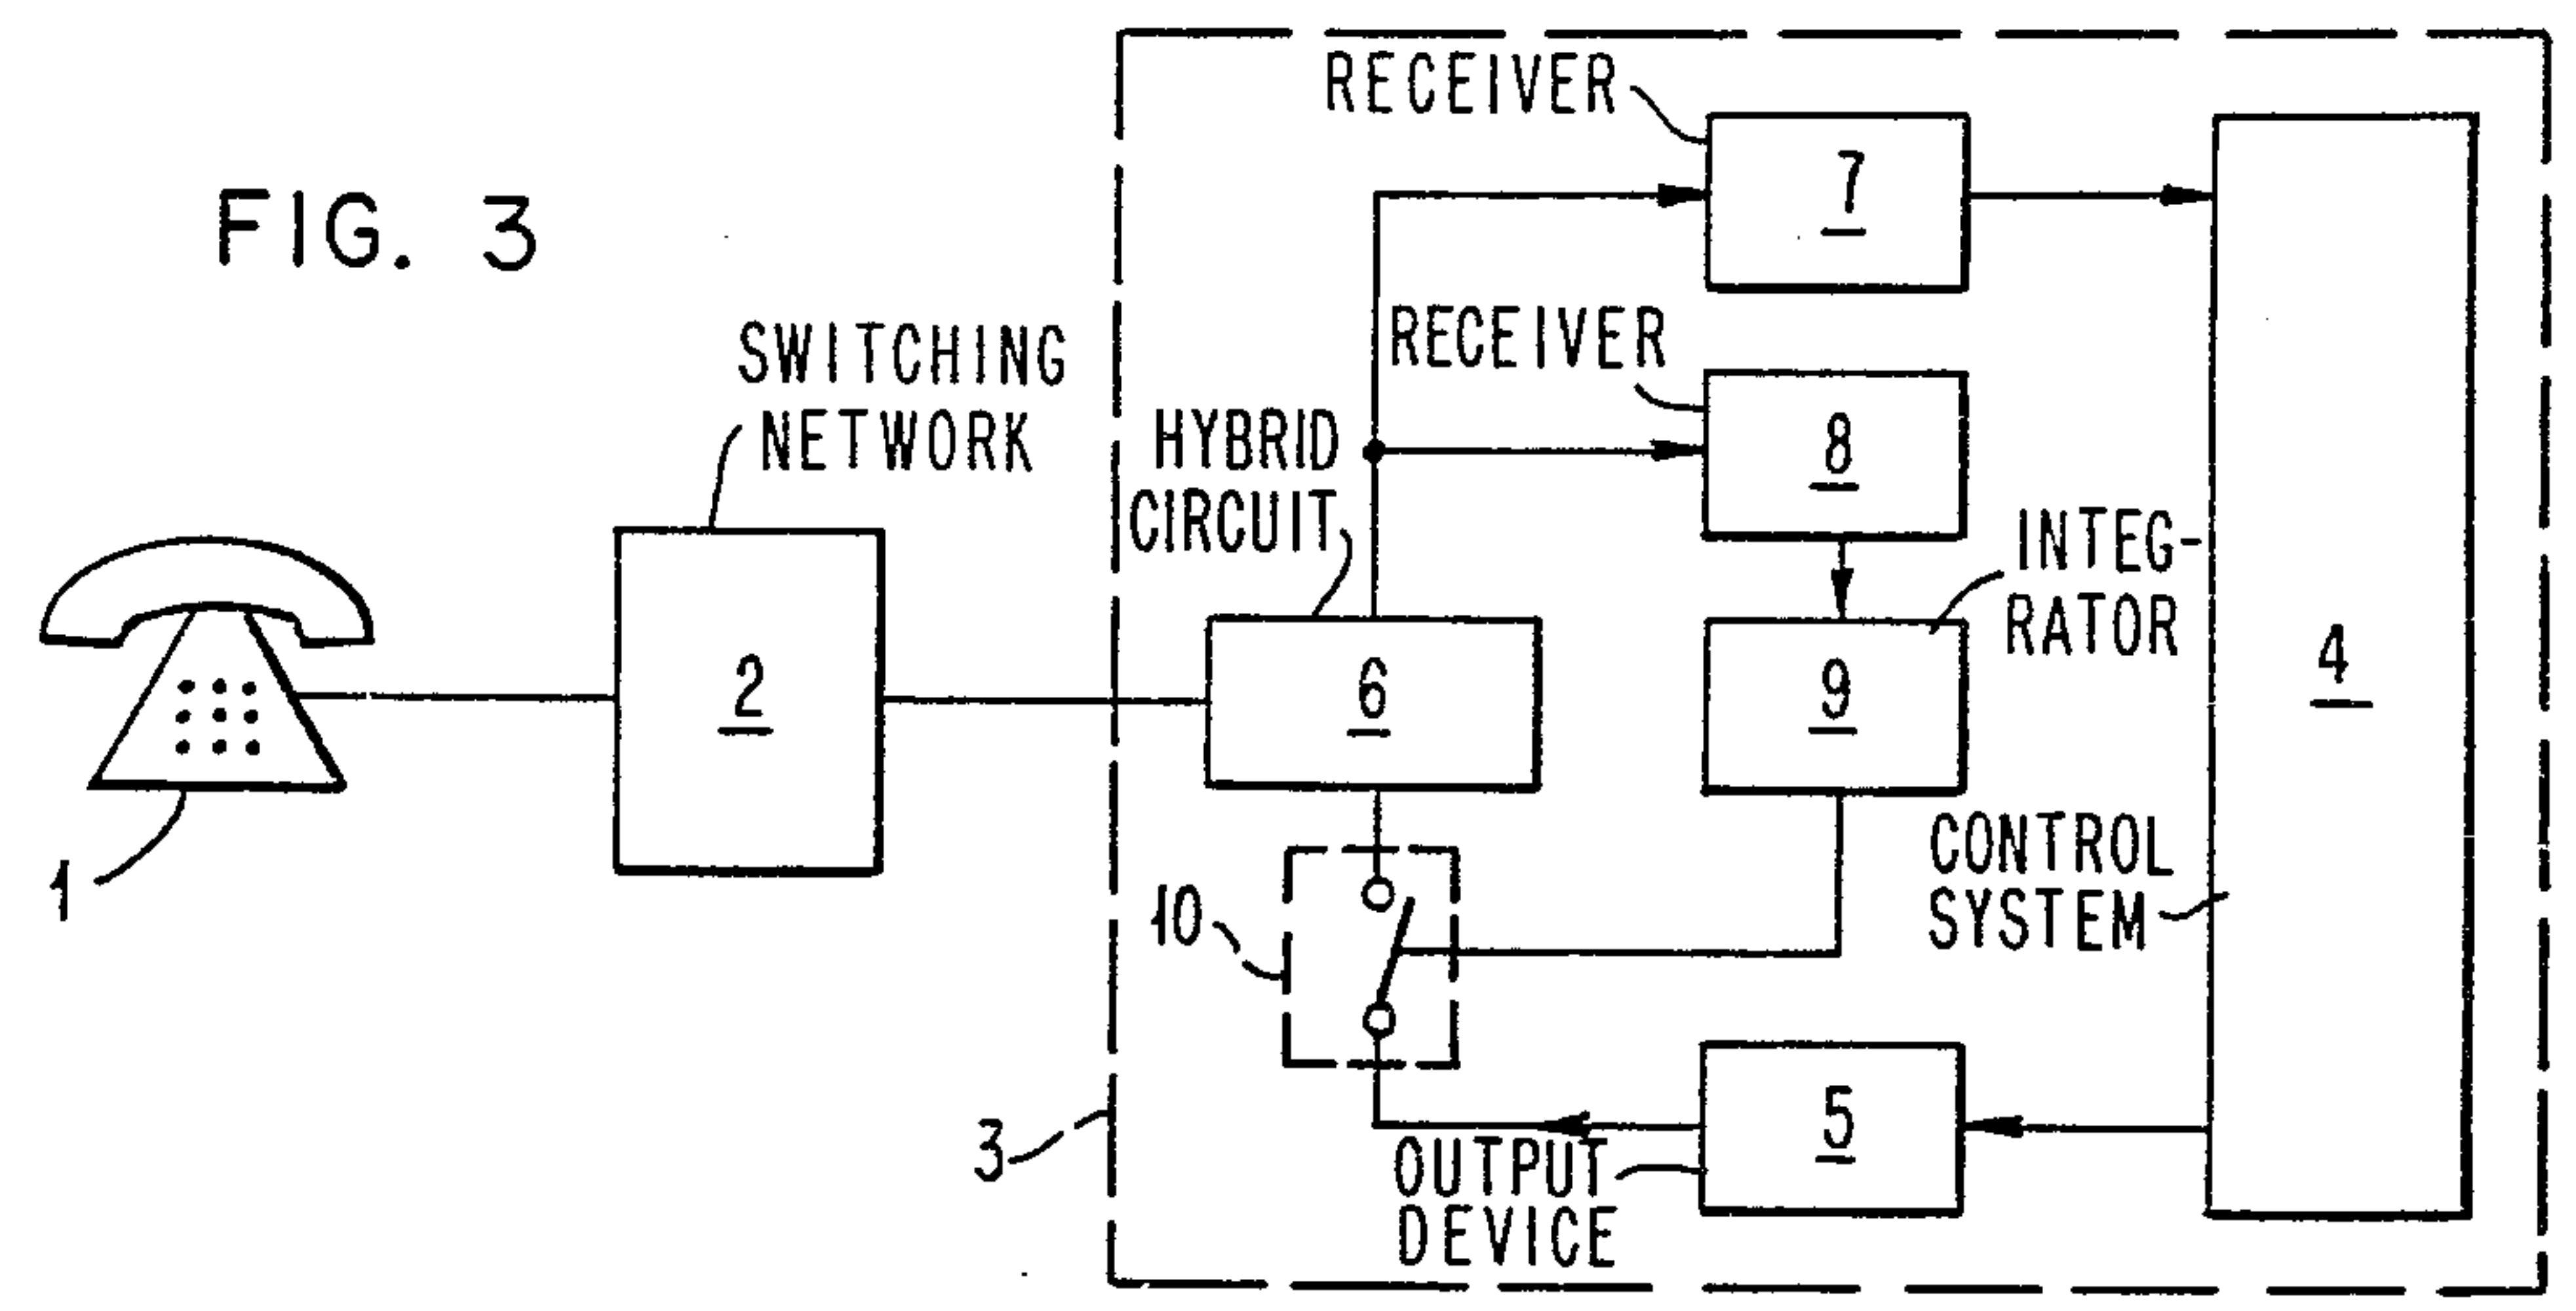 FIG. 3
RECEIVER
7
RECEIVER
8
SWITCHING
NETWORK
2
HYBRID
CIRCUIT
6
INTEG-
RATOR
9
4
CONTROL
SYSTEM
1
10
3
5
OUTPUT
DEVICE